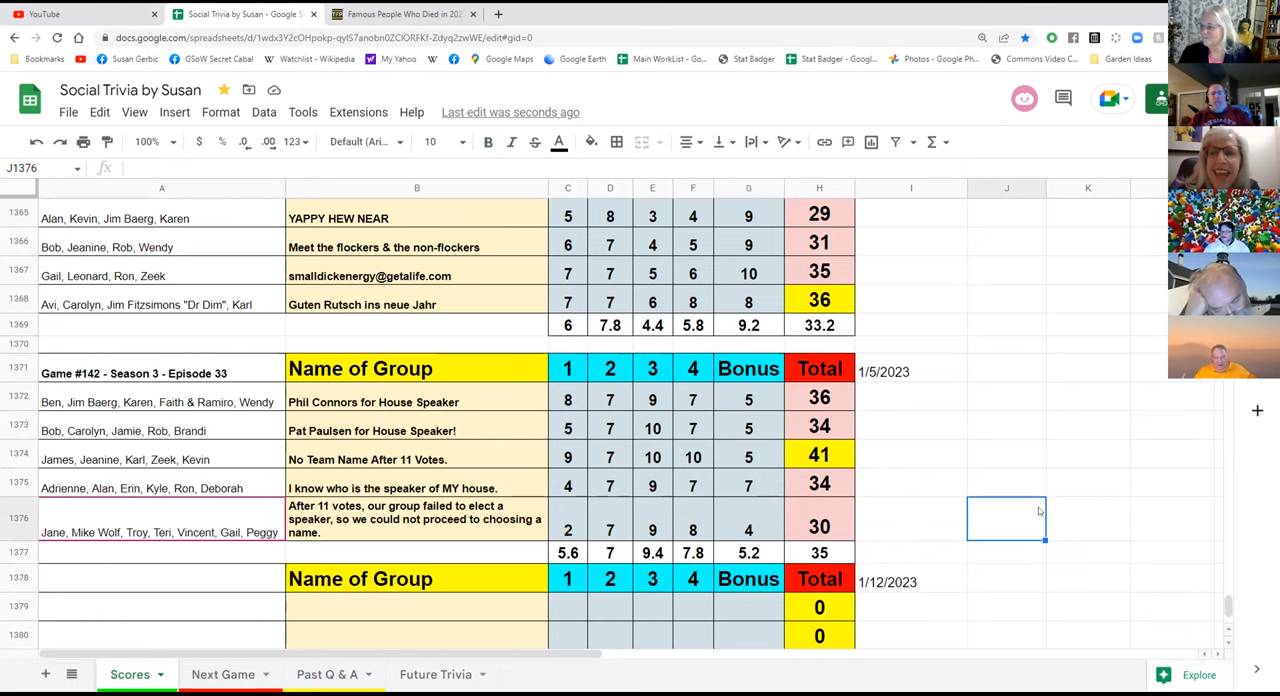 YouTube
Social Trivia by Susan - Google S
Famous People Who Died in 202
docs.google.com/spreadsheets/d/1wdx3Y2cOHpokp-qyIS7anobn0ZClORFKf-Zdyq2zwWE/edit#gid=0
Bookmarks Susan Gerbic GSoW Secret Cabal Watchlist - Wikipedia My Yahoo Google Maps Google Earth Main WorkList - Go... Stat Badger Stat Badger - Googl... Photos - Google Ph... Commons Video C... Garden Ideas
Social Trivia by Susan
File Edit View Insert Format Data Tools Extensions Help Last edit was seconds ago
100% $ % .0 .00 123 Default (Ari... 10 B I S A
J1376 fx
A B C D E F G H I J K
1365 Alan, Kevin, Jim Baerg, Karen YAPPY HEW NEAR 5 8 3 4 9 29
1366 Bob, Jeanine, Rob, Wendy Meet the flockers & the non-flockers 6 7 4 5 9 31
1367 Gail, Leonard, Ron, Zeek smalldickenergy@getalife.com 7 7 5 6 10 35
1368 Avi, Carolyn, Jim Fitzsimons "Dr Dim", Karl Guten Rutsch ins neue Jahr 7 7 6 8 8 36
1369 6 7.8 4.4 5.8 9.2 33.2
1370
1371 Game #142 - Season 3 - Episode 33 Name of Group 1 2 3 4 Bonus Total 1/5/2023
1372 Ben, Jim Baerg, Karen, Faith & Ramiro, Wendy Phil Connors for House Speaker 8 7 9 7 5 36
1373 Bob, Carolyn, Jamie, Rob, Brandi Pat Paulsen for House Speaker! 5 7 10 7 5 34
1374 James, Jeanine, Karl, Zeek, Kevin No Team Name After 11 Votes. 9 7 10 10 5 41
1375 Adrienne, Alan, Erin, Kyle, Ron, Deborah I know who is the speaker of MY house. 4 7 9 7 7 34
After 11 votes, our group failed to elect a
speaker, so we could not proceed to choosing a
1376 Jane, Mike Wolf, Troy, Teri, Vincent, Gail, Peggy name. 2 7 9 8 4 30
1377 5.6 7 9.4 7.8 5.2 35
1378 Name of Group 1 2 3 4 Bonus Total 1/12/2023
1379 0
1380 0
Scores Next Game Past Q & A Future Trivia Explore